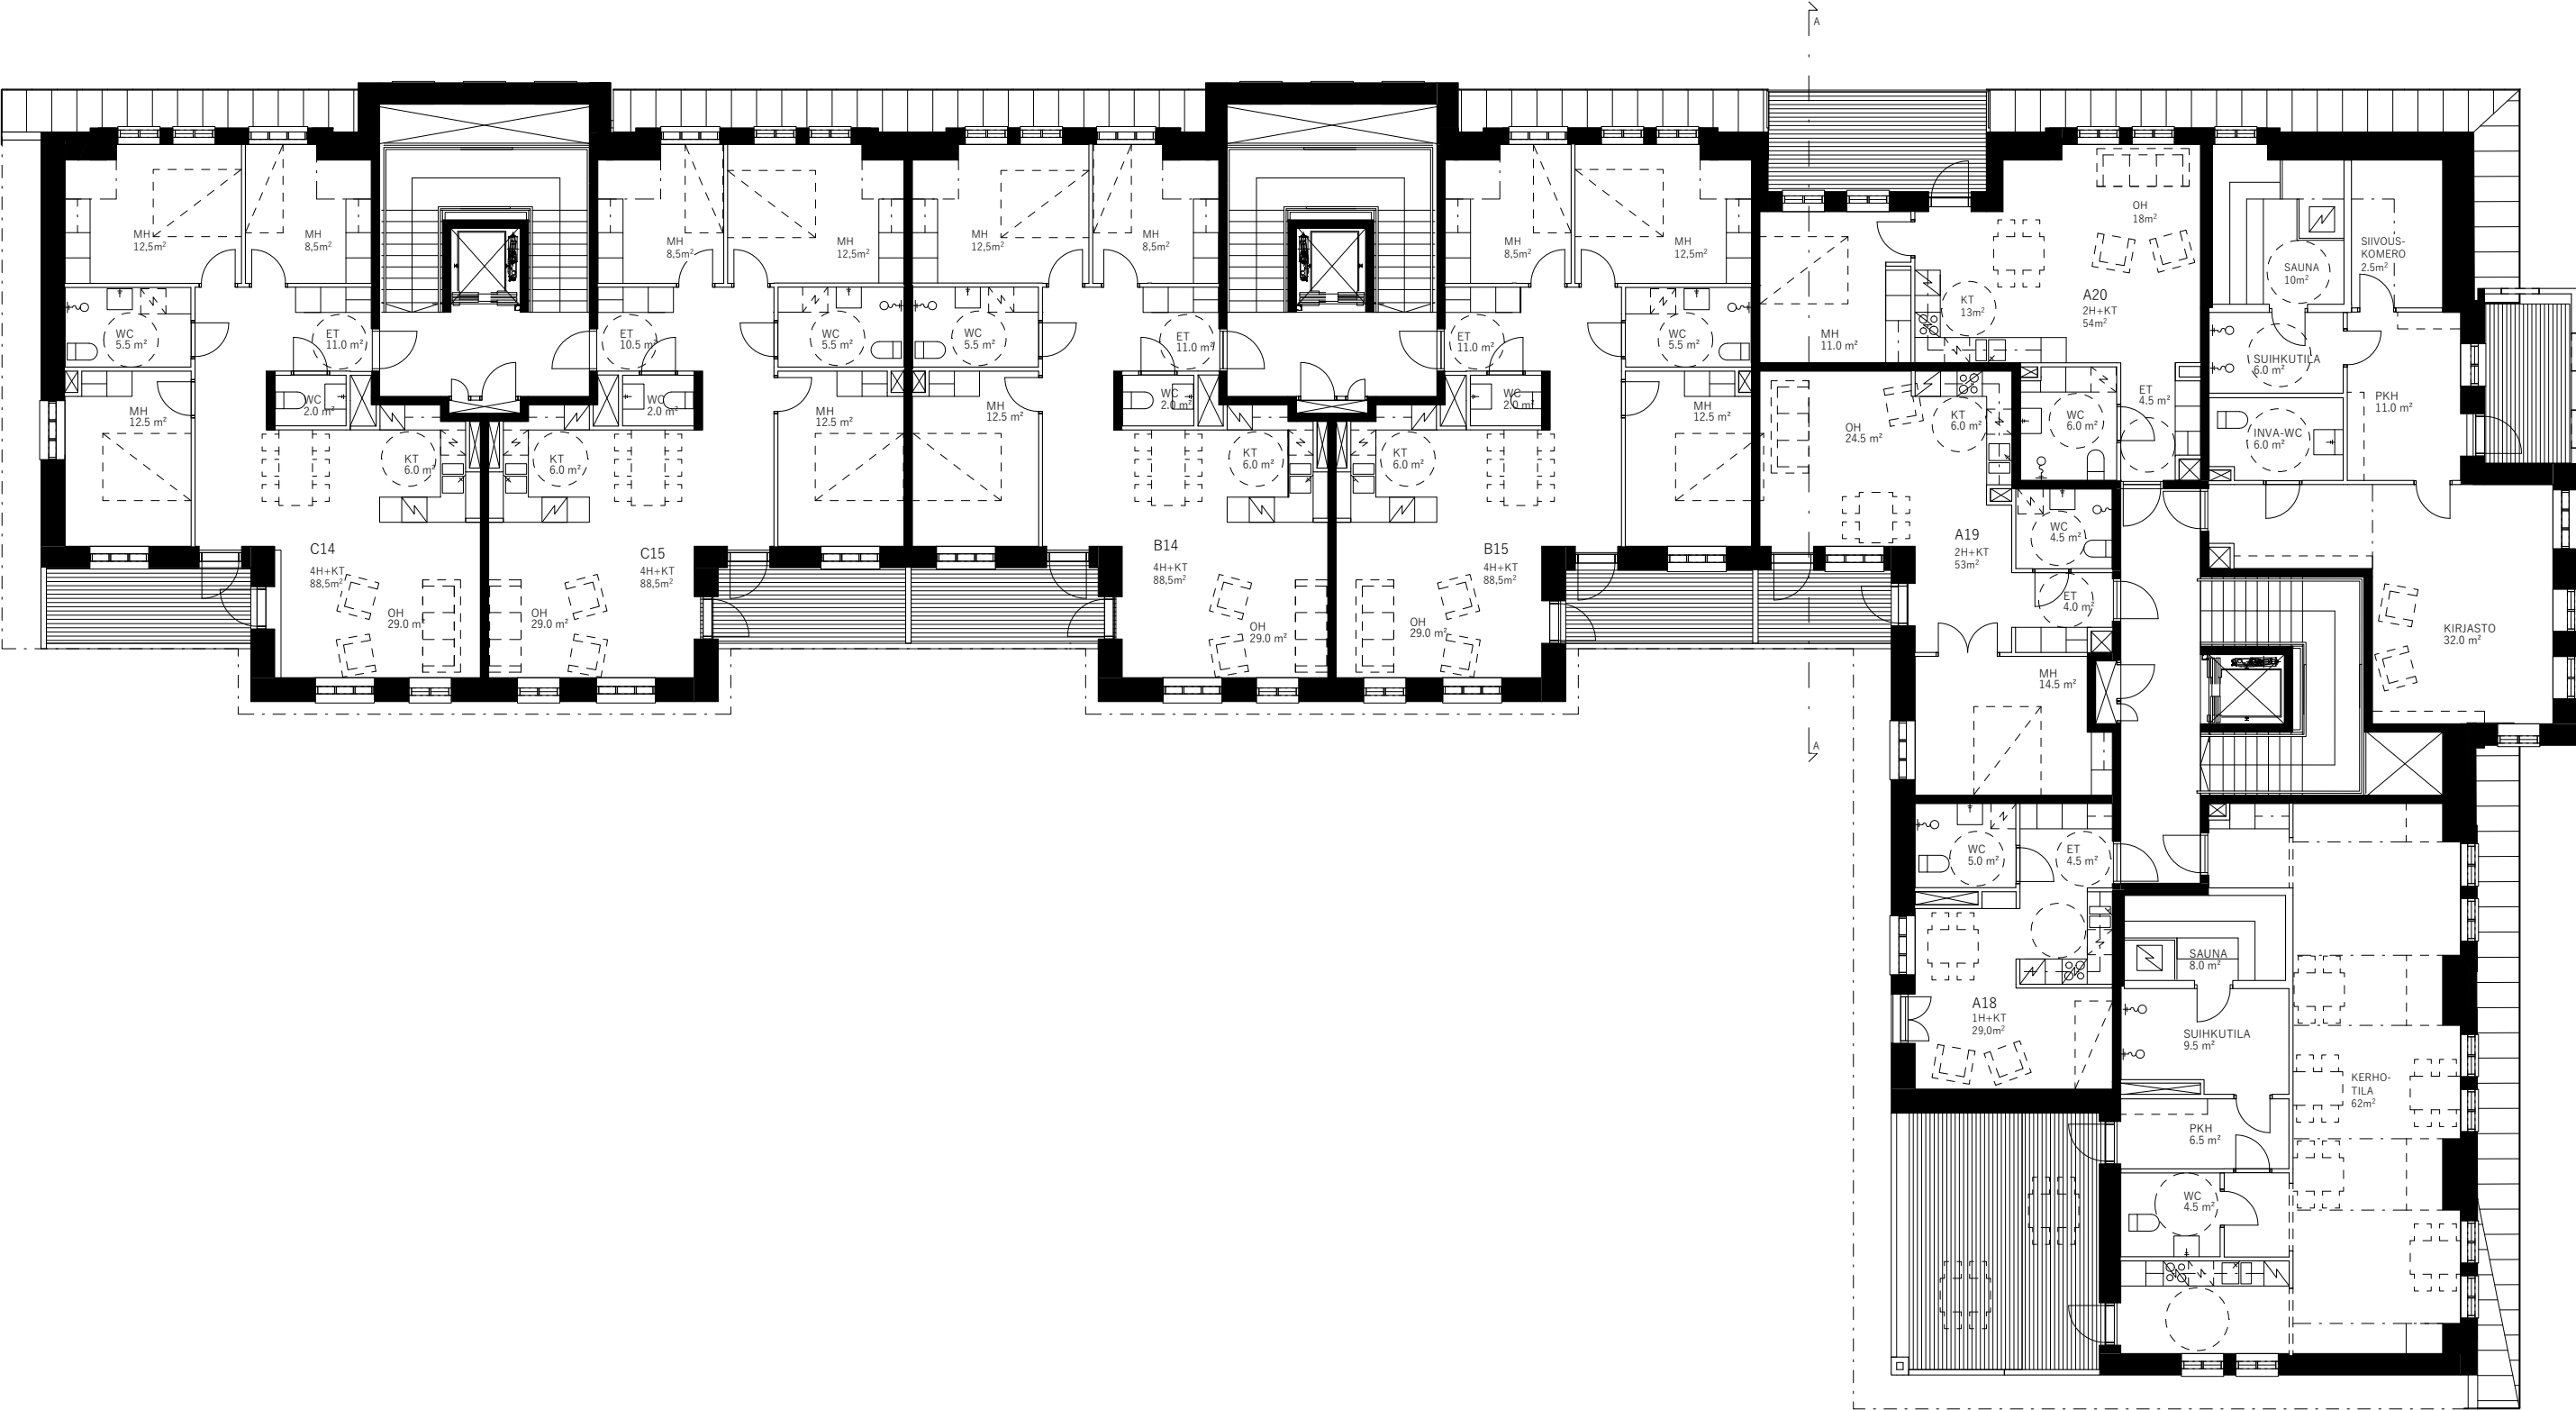 A
MH
12,5m²
MH
8,5m²
WC
5.5 m²
ET
11.0 m²
WC
2.0 m²
MH
12.5 m²
KT
6.0 m²
C14
4H+KT
88,5m²
OH
29.0 m²
MH
8,5m²
MH
12,5m²
ET
10.5 m²
WC
5.5 m²
WC
2.0 m²
MH
12.5 m²
KT
6.0 m²
C15
4H+KT
88,5m²
OH
29.0 m²
MH
12,5m²
MH
8,5m²
WC
5.5 m²
ET
11.0 m²
WC
2.0 m²
MH
12.5 m²
KT
6.0 m²
B14
4H+KT
88,5m²
OH
29.0 m²
MH
8,5m²
MH
12,5m²
ET
11.0 m²
WC
5.5 m²
WC
2.0 m²
MH
12.5 m²
KT
6.0 m²
B15
4H+KT
88,5m²
OH
29.0 m²
OH
18m²
KT
13m²
A20
2H+KT
54m²
MH
11.0 m²
ET
4.5 m²
WC
6.0 m²
SAUNA
10m²
SIIVOUS-
KOMERO
2.5m²
SUIHKUTILA
6.0 m²
PKH
11.0 m²
INVA-WC
6.0 m²
OH
24.5 m²
KT
6.0 m²
A19
2H+KT
53m²
WC
4.5 m²
ET
4.0 m²
MH
14.5 m²
KIRJASTO
32.0 m²
A
WC
5.0 m²
ET
4.5 m²
A18
1H+KT
29,0m²
SAUNA
8.0 m²
SUIHKUTILA
9.5 m²
KERHO-
TILA
62m²
PKH
6.5 m²
WC
4.5 m²